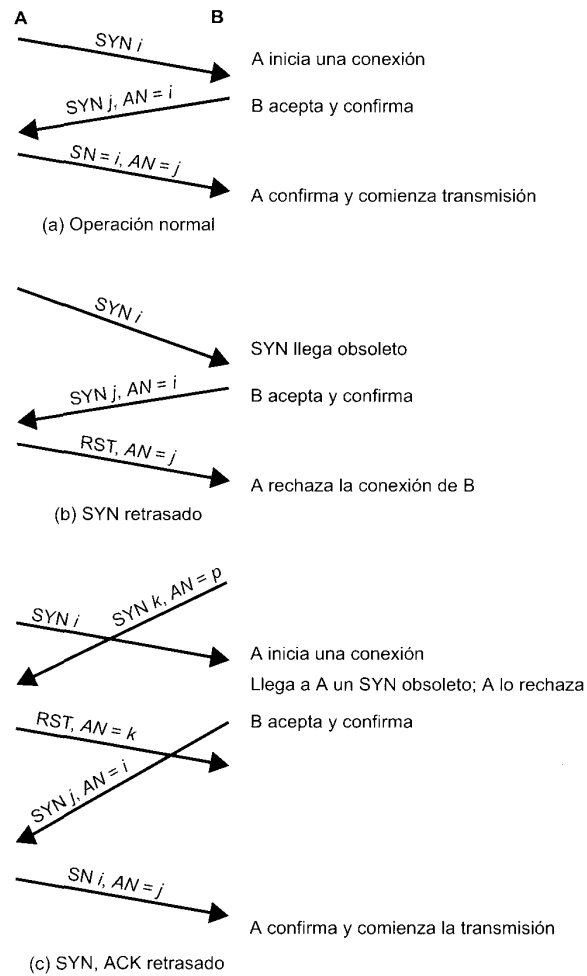 A B
SYN i
A inicia una conexión
SYN j, AN = i
B acepta y confirma
SN = i, AN = j
A confirma y comienza transmisión
(a) Operación normal
SYN i
SYN llega obsoleto
SYN j, AN = i
B acepta y confirma
RST, AN = j
A rechaza la conexión de B
(b) SYN retrasado
SYN k, AN = p
SYN i
A inicia una conexión
Llega a A un SYN obsoleto; A lo rechaza
RST, AN = k
B acepta y confirma
SYN j, AN = i
SN i, AN = j
A confirma y comienza la transmisión
(c) SYN, ACK retrasado